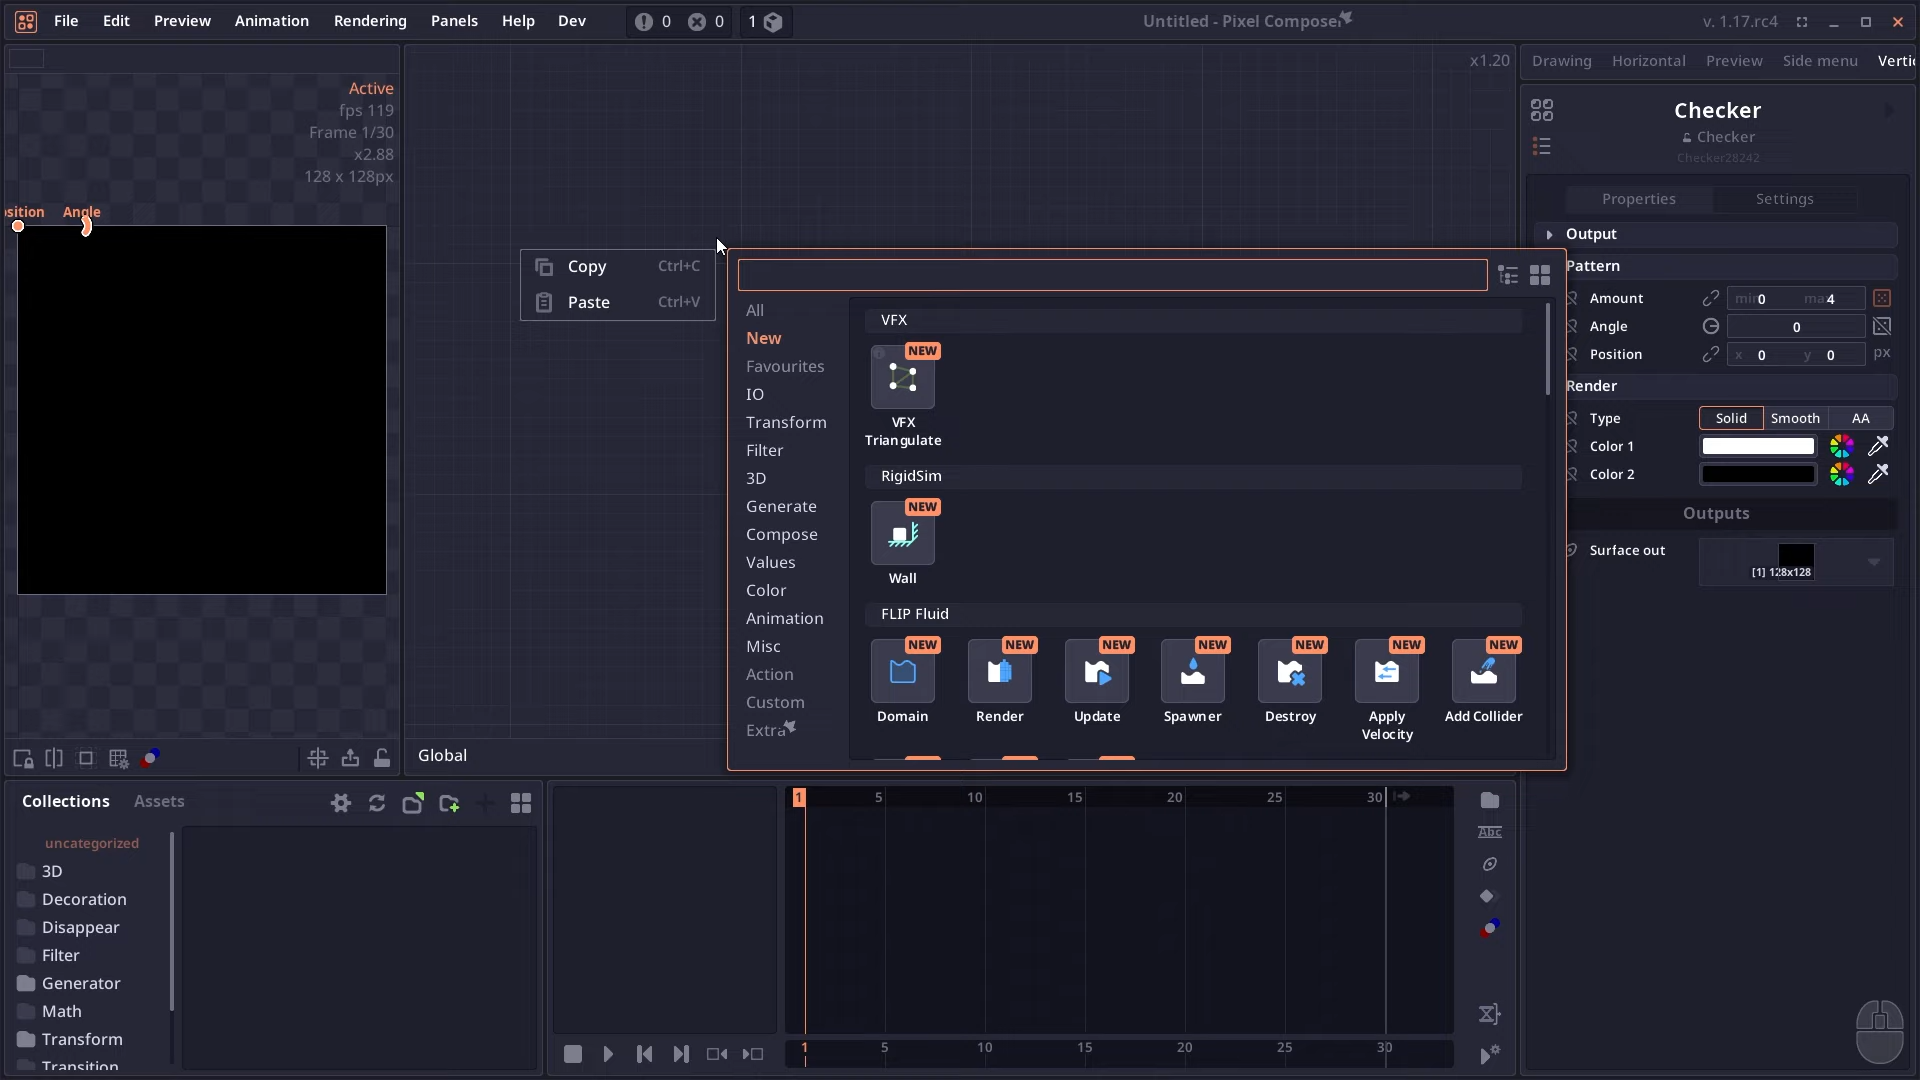 File Edit Preview Animation Rendering Panels Help Dev 0 0 1 Untitled - Pixel Composer v. 1.17.rc4
Active
fps 119
Frame 1/30
x2.88
128 x 128px
sition Angle
x1.20
Copy Ctrl+C
Paste Ctrl+V
Global
All
New
Favourites
IO
Transform
Filter
3D
Generate
Compose
Values
Color
Animation
Misc
Action
Custom
Extra
VFX
NEW
VFX
Triangulate
RigidSim
NEW
Wall
FLIP Fluid
NEW NEW NEW NEW NEW NEW NEW
Domain Render Update Spawner Destroy Apply Add Collider
Velocity
Drawing Horizontal Preview Side menu Vertic
Checker
Checker
Checker28242
Properties Settings
Output
Pattern
Amount 0 4
Angle 0
Position x 0 y 0 px
Render
Type Solid Smooth AA
Color 1
Color 2
Outputs
Surface out [1] 128x128
Collections Assets
uncategorized
3D
Decoration
Disappear
Filter
Generator
Math
Transform
Transition
1 5 10 15 20 25 30
Abc
1 5 10 15 20 25 30